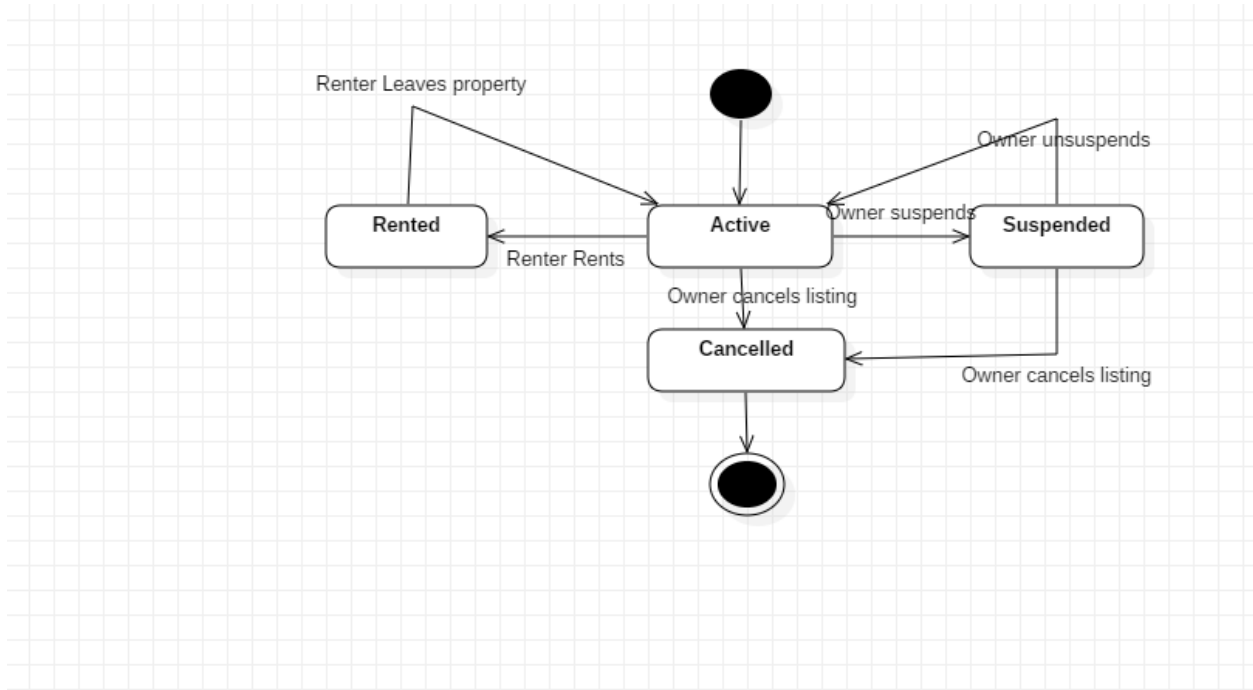 Renter Leaves property
Owner unsuspends
Rented
Active
Owner suspends
Suspended
Renter Rents
Owner cancels listing
Cancelled
Owner cancels listing